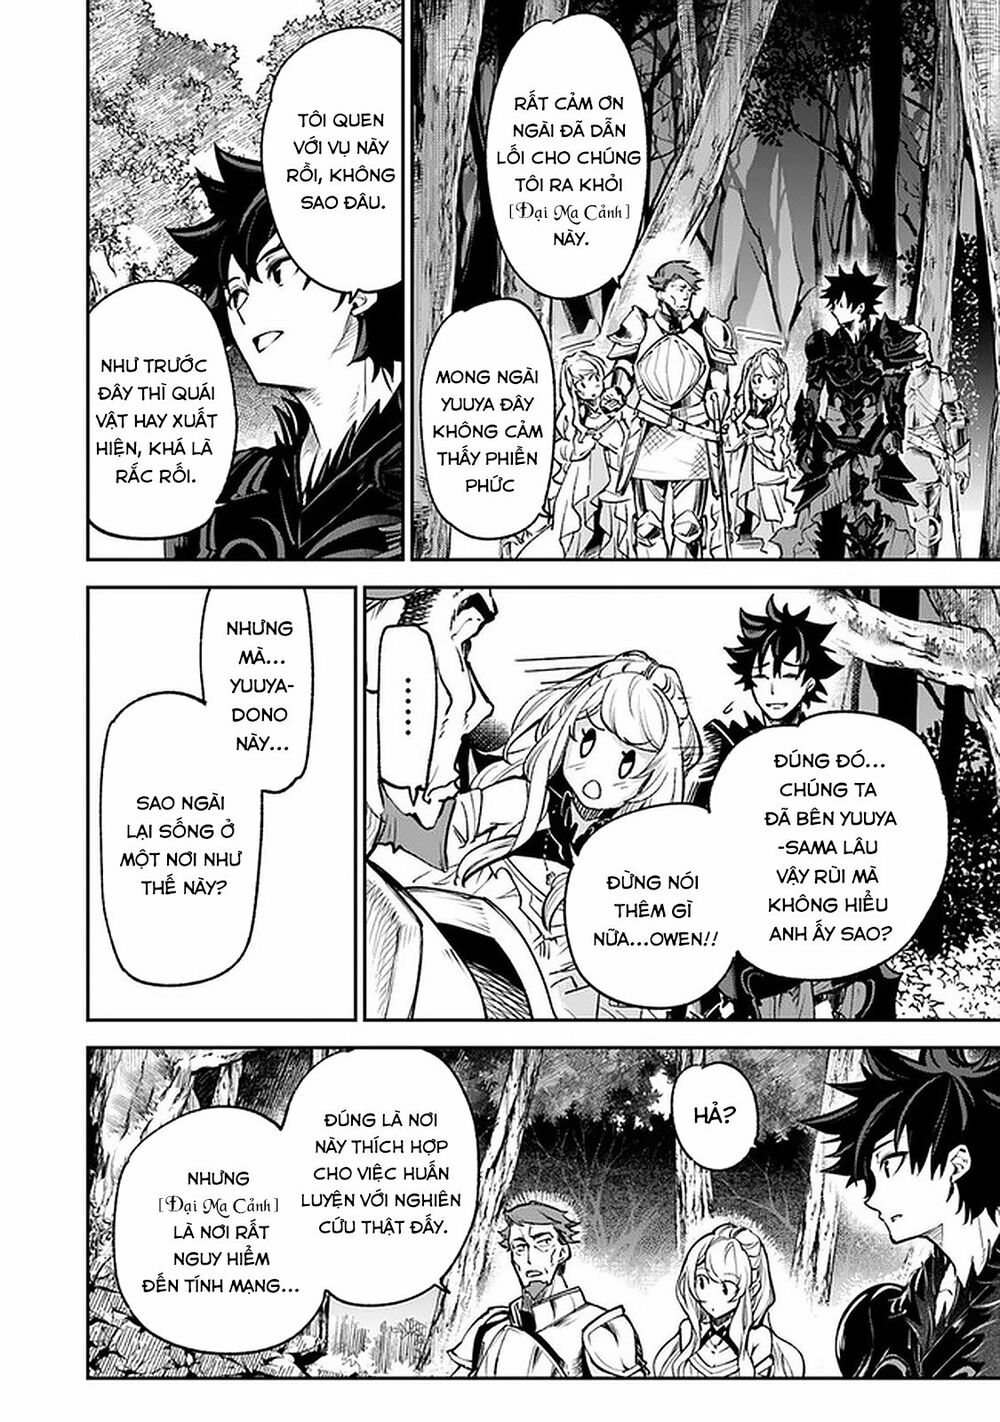 RẤT CẢM ƠN
NGÀI ĐÃ DẪN
LỐI CHO CHÚNG
TÔI RA KHỎI
[Đại Ma Cảnh]
NÀY.
MONG NGÀI
YUUYA ĐÂY
KHÔNG CẢM
THẤY PHIỀN
PHỨC
TÔI QUEN
VỚI VỤ NÀY
RỒI, KHÔNG
SAO ĐÂU.
NHƯ TRƯỚC
ĐÂY THÌ QUÁI
VẬT HAY XUẤT
HIỆN, KHÁ LÀ
RẮC RỐI.
ĐÚNG ĐÓ...
CHÚNG TA
ĐÃ BÊN YUUYA
-SAMA LÂU
VẬY RÙI MÀ
KHÔNG HIỂU
ANH ẤY SAO?
ĐỪNG NÓI
THÊM GÌ
NỮA...OWEN!!
......
NHƯNG
MÀ...
YUUYA-
DONO
NÀY...
SAO NGÀI
LẠI SỐNG Ở
MỘT NƠI NHƯ
THẾ NÀY?
HẢ?
ĐÚNG LÀ NƠI
NÀY THÍCH HỢP
CHO VIỆC HUẤN
LUYỆN VỚI NGHIÊN
CỨU THẬT ĐẤY.
NHƯNG
[Đại Ma Cảnh]
LÀ NƠI RẤT
NGUY HIỂM
ĐẾN TÍNH MẠNG...